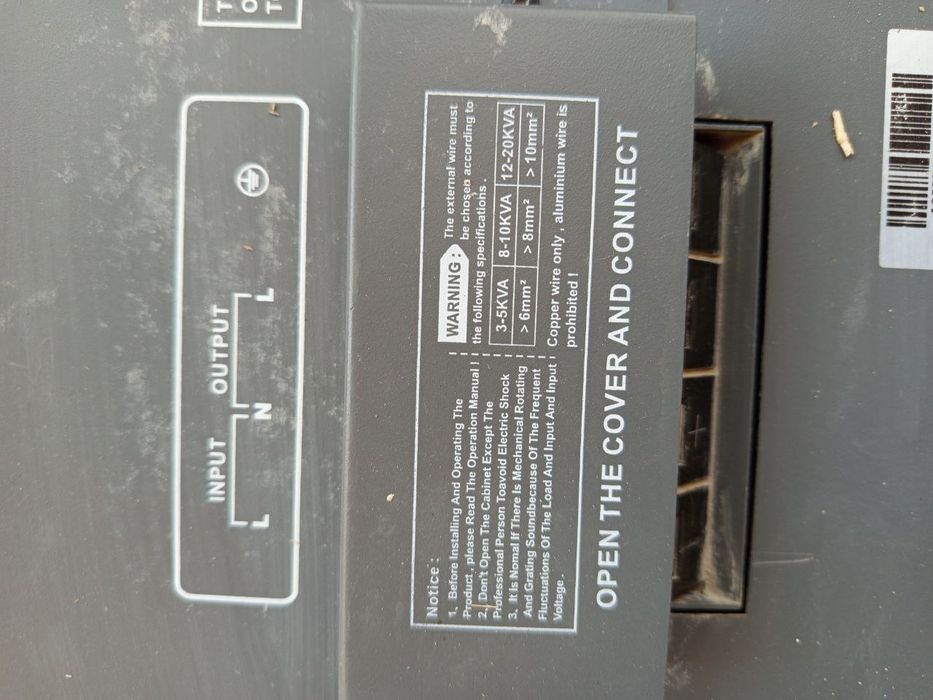 INPUT OUTPUT
L N L
Notice :
1. Before Installing And Operating The
Product , please Read The Operation Manual !
2. Don't Open The Cabinet Except The
Professional Person Toavoid Electric Shock
3. It Is Nomal If There Is Mechanical Rotating
And Grating Soundbecause Of The Frequent
Fluctuations Of The Load And Input And Input
Voltage .
WARNING : The external wire must
be chosen according to
the following specifications .
3-5KVA 8-10KVA 12-20KVA
> 6mm² > 8mm² > 10mm²
Copper wire only , aluminium wire is
prohibited !
OPEN THE COVER AND CONNECT